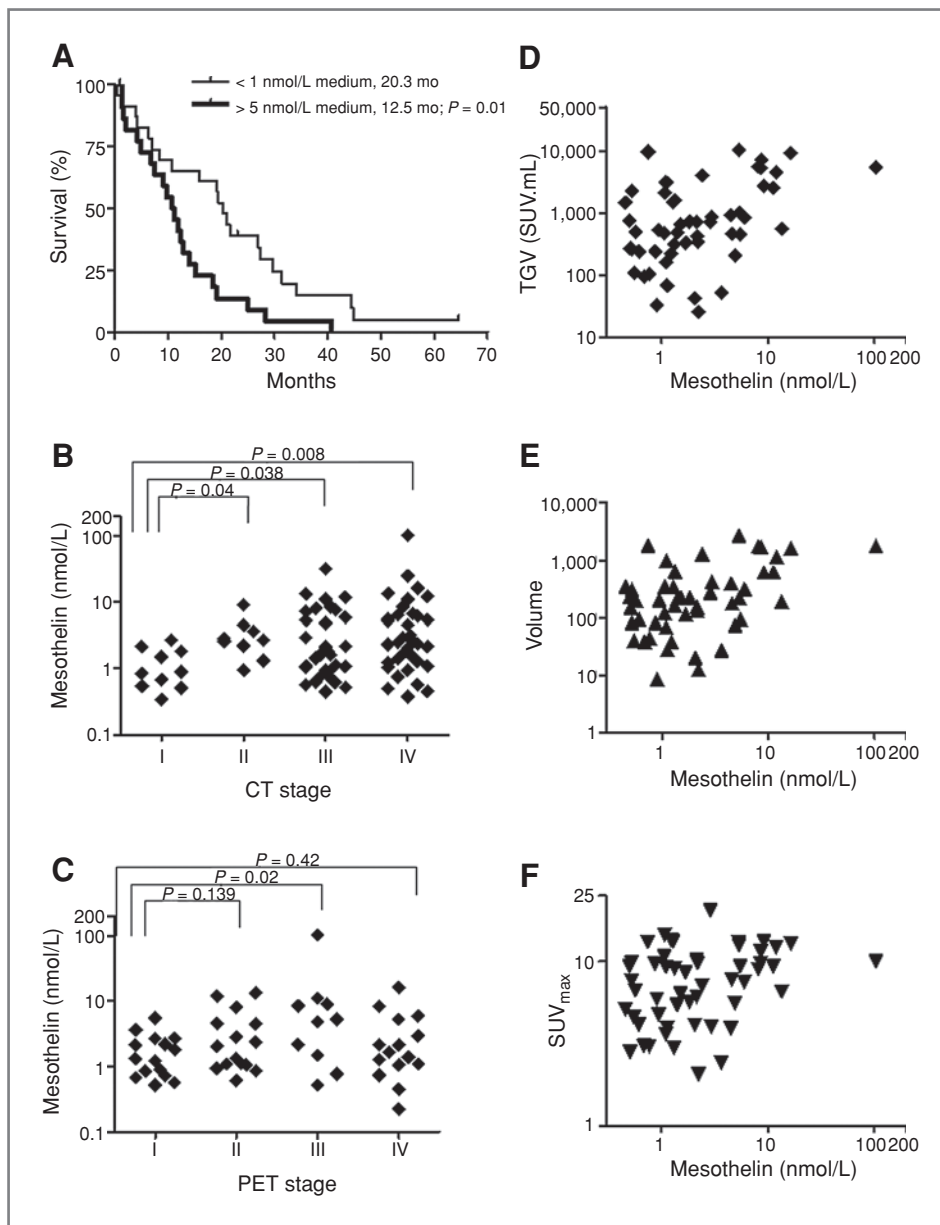 A
< 1 nmol/L medium, 20.3 mo
> 5 nmol/L medium, 12.5 mo; P = 0.01
100
75
50
25
0
Survival (%)
0 10 20 30 40 50 60 70
Months
B
P = 0.008
P = 0.038
P = 0.04
200
100
10
1
0.1
Mesothelin (nmol/L)
I II III IV
CT stage
C
P = 0.42
P = 0.02
P = 0.139
200
100
10
1
0.1
Mesothelin (nmol/L)
I II III IV
PET stage
D
50,000
10,000
1,000
100
10
TGV (SUV.mL)
1 10 100 200
Mesothelin (nmol/L)
E
10,000
1,000
100
10
1
Volume
1 10 100 200
Mesothelin (nmol/L)
F
25
10
1
SUVmax
1 10 100 200
Mesothelin (nmol/L)